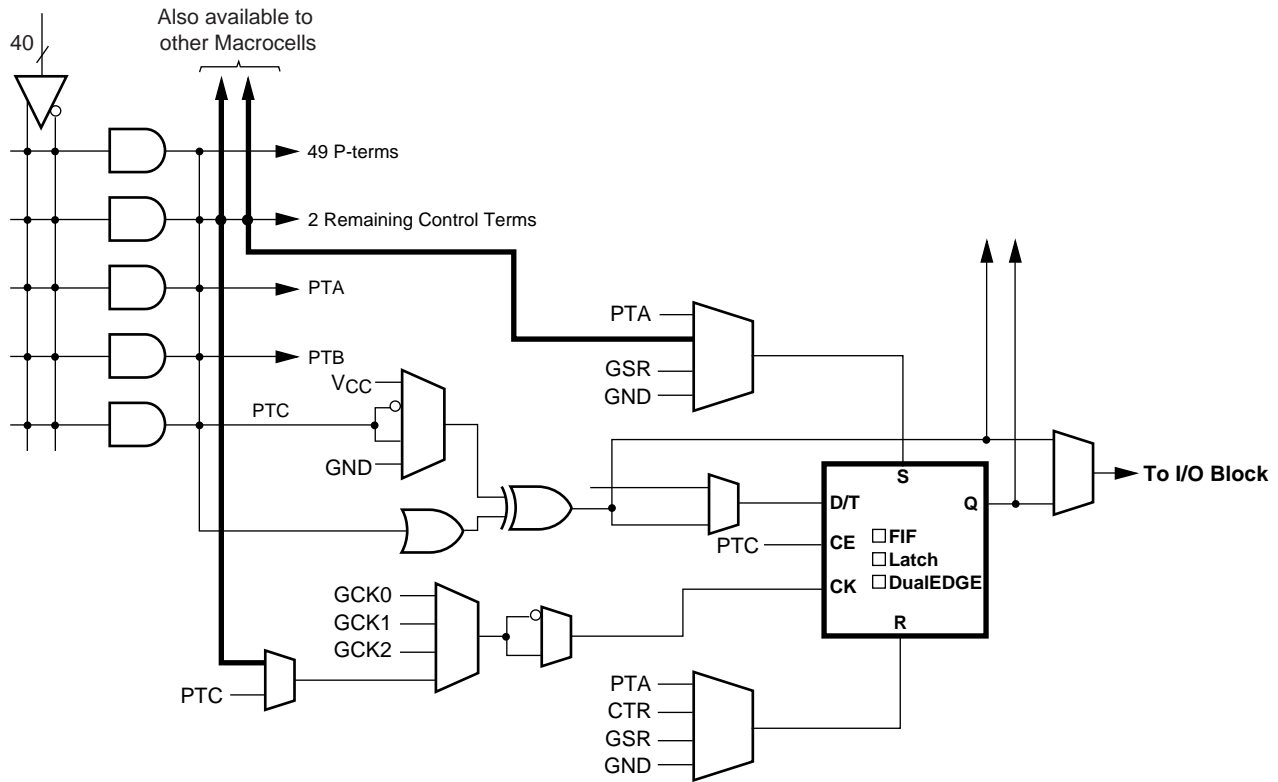 Also available to
other Macrocells
40
49 P-terms
2 Remaining Control Terms
PTA
PTB
PTC
VCC
GND
PTA
GSR
GND
To I/O Block
S
D/T
Q
PTC
CE
FIF
Latch
CK
DualEDGE
R
GCK0
GCK1
GCK2
PTC
PTA
CTR
GSR
GND